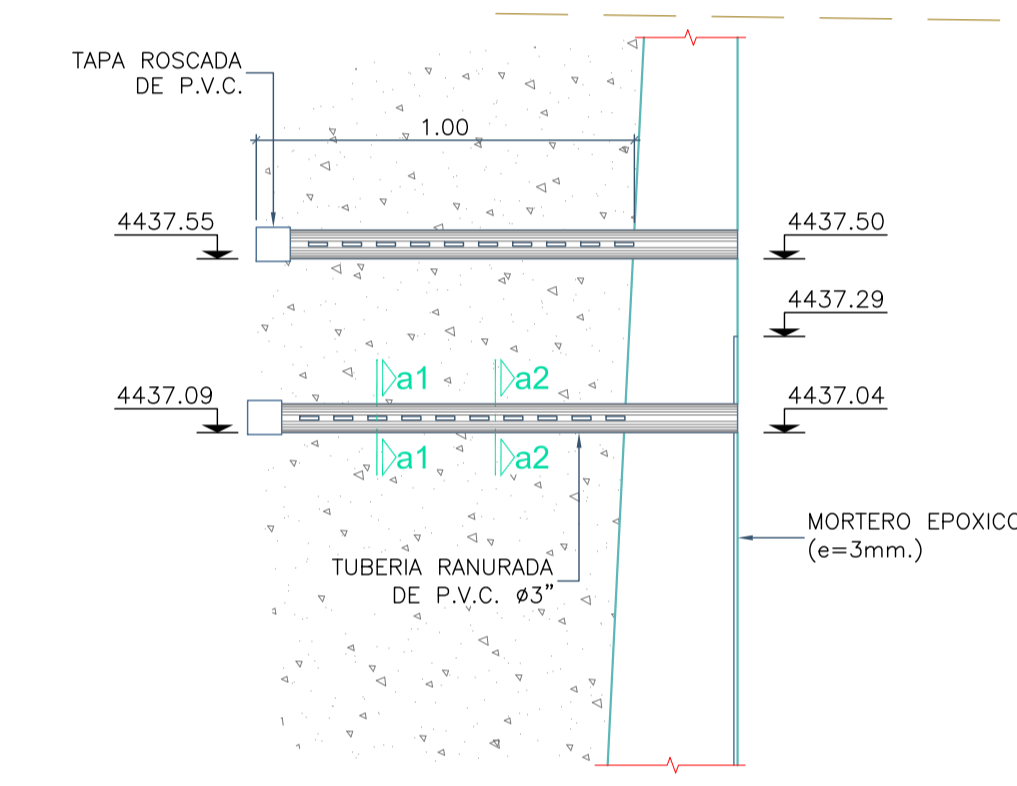 TAPA ROSCADA
DE P.V.C.
1.00
4437.55
4437.50
4437.29
a1
a2
4437.09
4437.04
a1
a2
MORTERO EPOXICO
(e=3mm.)
TUBERIA RANURADA
DE P.V.C. ø3”